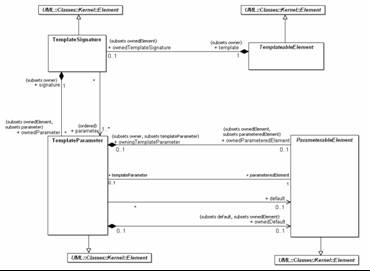 UML::Classes::Kernel::Element
UML::Classes::Kernel::Element
TemplateSignature
{subsets ownedElement}
+ ownedTemplateSignature
0..1
{subsets owner}
+ template
1
TemplateableElement
{subsets owner}
+ signature
1
*
{subsets ownedElement,
subsets parameter}
+ ownedParameter
*
{ordered}
+ parameter
1..*
TemplateParameter
{subsets owner, subsets templateParameter}
+ owningTemplateParameter
0..1
{subsets ownedElement,
subsets parameteredElement}
+ ownedParameteredElement
0..1
ParameterableElement
+ templateParameter
0..1
+ parameteredElement
1
*
+ default
0..1
{subsets default, subsets ownedElement}
+ ownedDefault
0..1
0..1
UML::Classes::Kernel::Element
UML::Classes::Kernel::Element